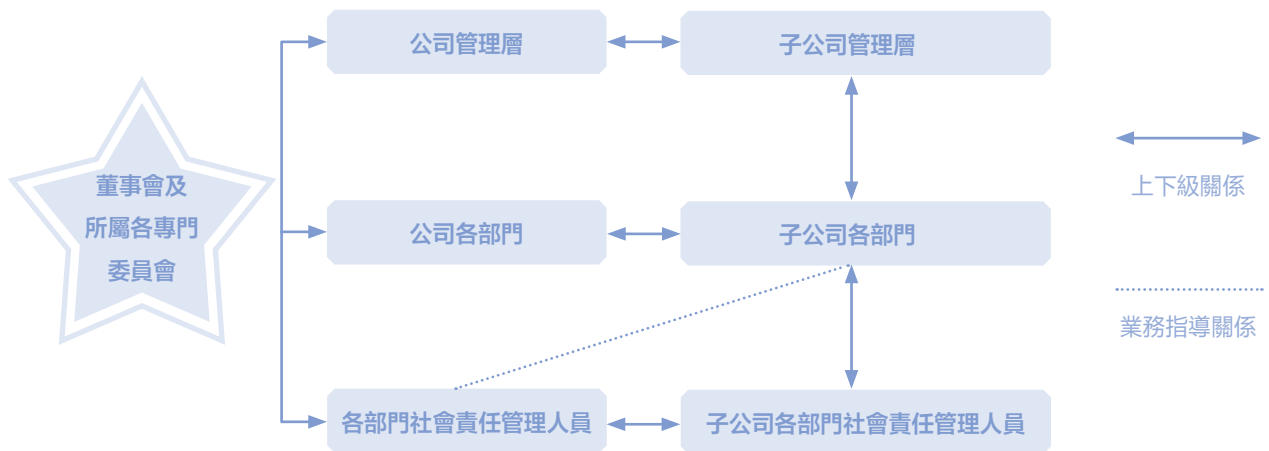 董事會及
所屬各專門
委員會
公司管理層
子公司管理層
公司各部門
子公司各部門
各部門社會責任管理人員
子公司各部門社會責任管理人員
上下級關係
業務指導關係